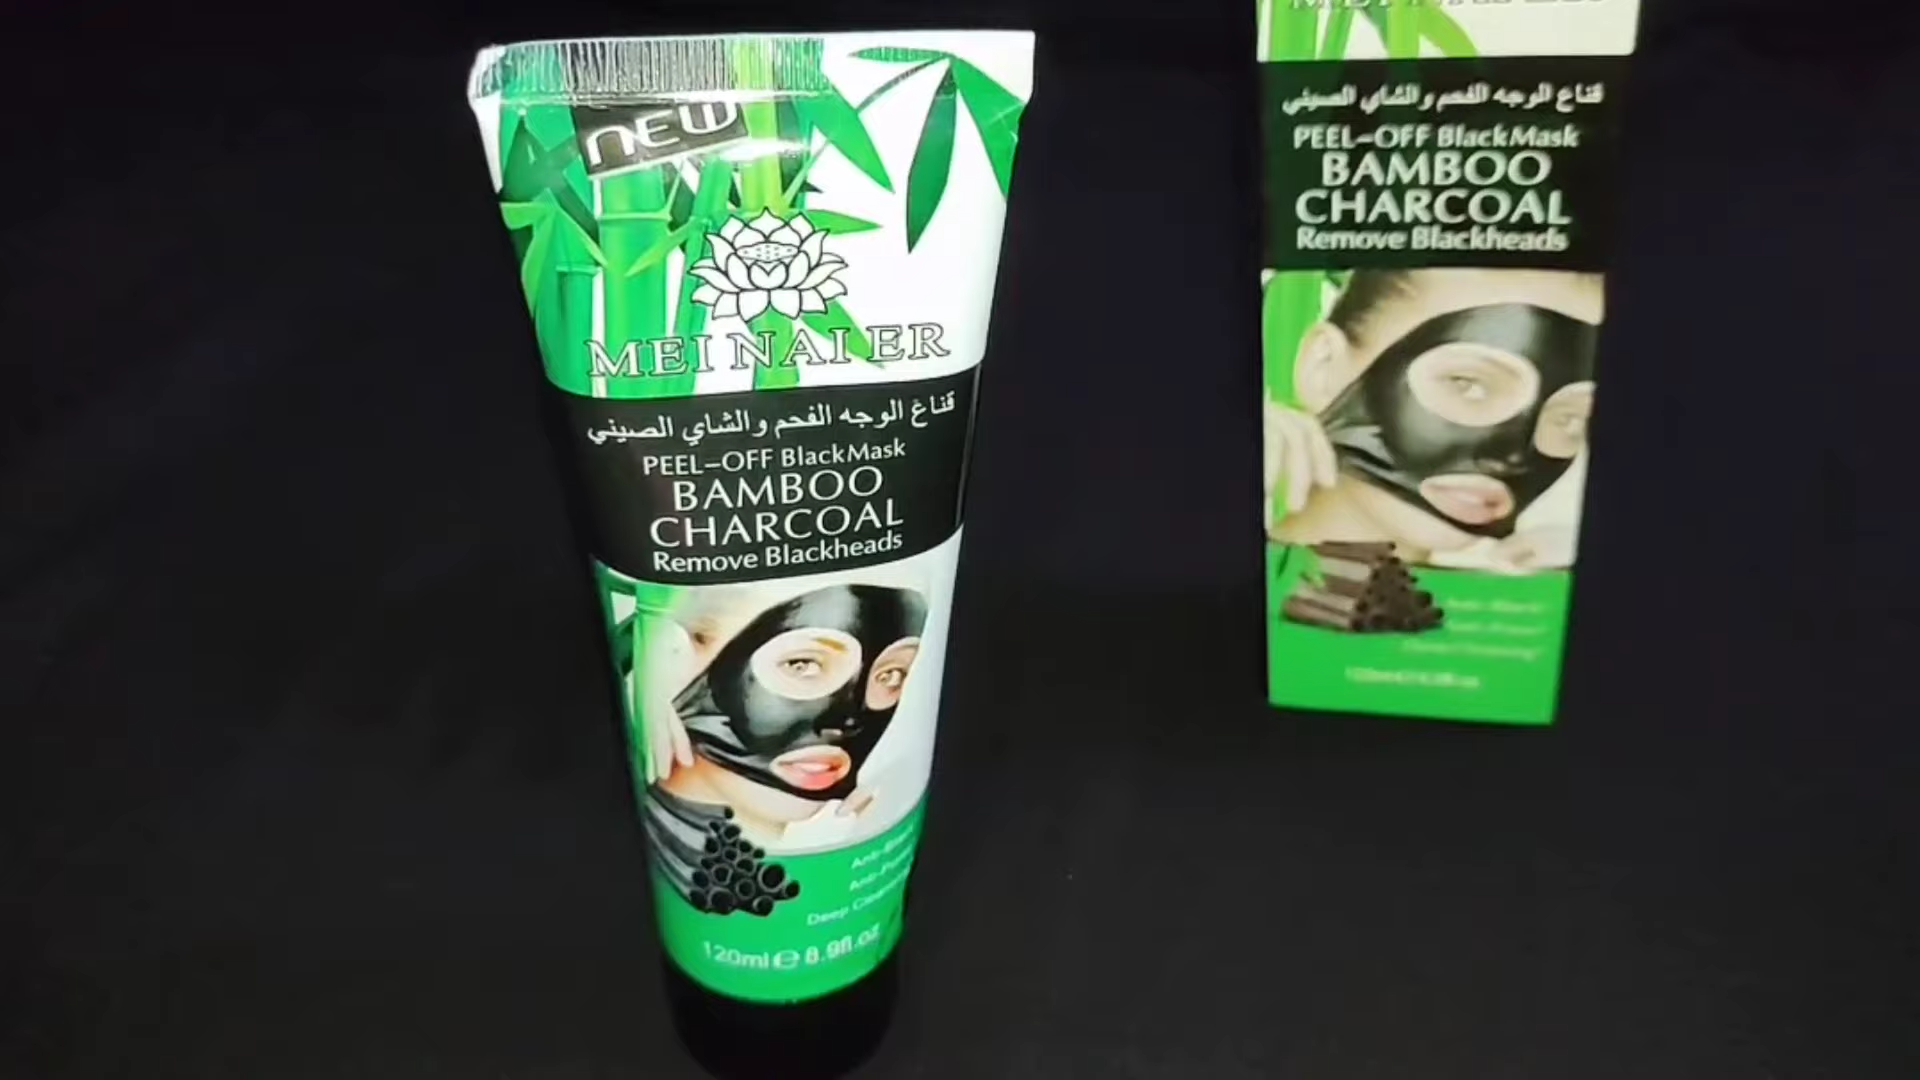 NEW
MEI NAI ER
قناع الوجه الفحم والشاي الصيني
PEEL-OFF BlackMask
BAMBOO
CHARCOAL
Remove Blackheads
Deep
120ml e 8.9fl.oz
قناع الوجه الفحم والشاي الصيني
PEEL-OFF BlackMask
BAMBOO
CHARCOAL
Remove Blackheads